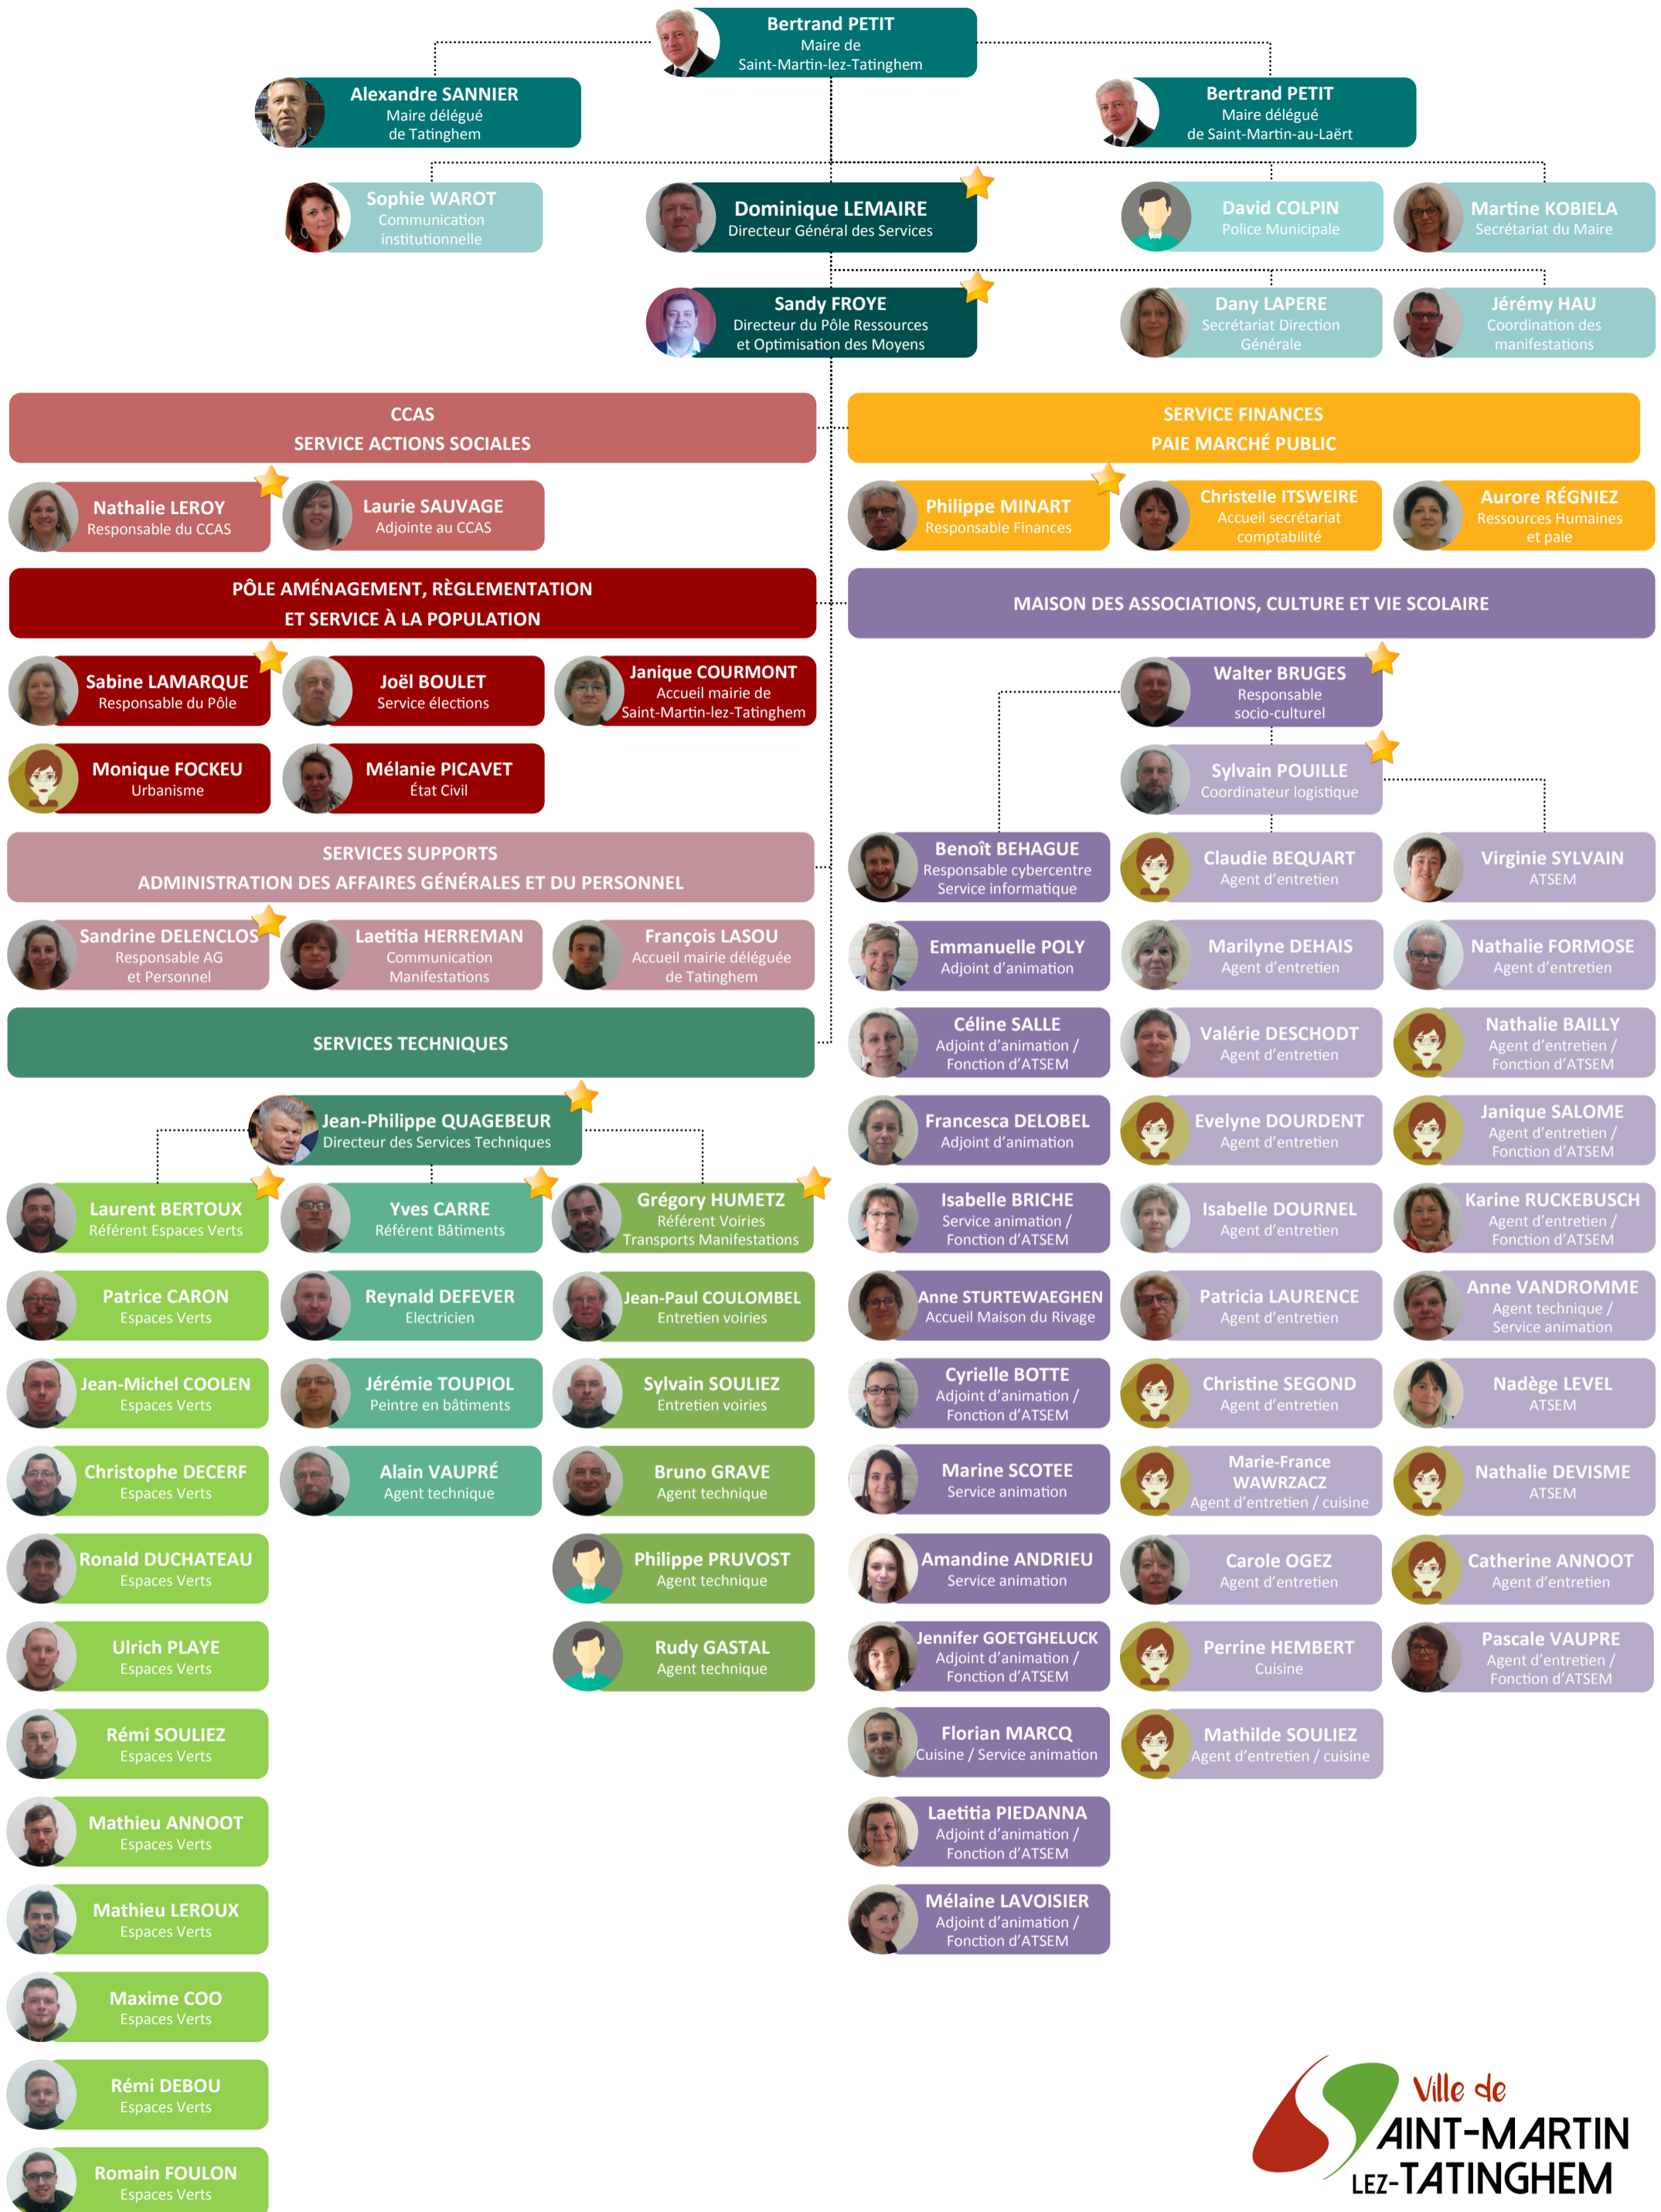 Bertrand PETIT
Maire de
Saint-Martin-lez-Tatinghem
Alexandre SANNIER
Maire délégué
de Tatinghem
Bertrand PETIT
Maire délégué
de Saint-Martin-au-Laërt
Sophie WAROT
Communication
institutionnelle
Dominique LEMAIRE
Directeur Général des Services
David COLPIN
Police Municipale
Martine KOBIELA
Secrétariat du Maire
Sandy FROYE
Directeur du Pôle Ressources
et Optimisation des Moyens
Dany LAPERE
Secrétariat Direction
Générale
Jérémy HAU
Coordination des
manifestations
CCAS
SERVICE ACTIONS SOCIALES
Nathalie LEROY
Responsable du CCAS
Laurie SAUVAGE
Adjointe au CCAS
SERVICE FINANCES
PAIE MARCHÉ PUBLIC
Philippe MINART
Responsable Finances
Christelle ITSWEIRE
Accueil secrétariat
comptabilité
Aurore RÉGNIEZ
Ressources Humaines
et paie
PÔLE AMÉNAGEMENT, RÈGLEMENTATION
ET SERVICE À LA POPULATION
Sabine LAMARQUE
Responsable du Pôle
Joël BOULET
Service élections
Janique COURMONT
Accueil mairie de
Saint-Martin-lez-Tatinghem
Monique FOCKEU
Urbanisme
Mélanie PICAVET
État Civil
SERVICES SUPPORTS
ADMINISTRATION DES AFFAIRES GÉNÉRALES ET DU PERSONNEL
Sandrine DELENCLOS
Responsable AG
et Personnel
Laetitia HERREMAN
Communication
Manifestations
François LASOU
Accueil mairie déléguée
de Tatinghem
SERVICES TECHNIQUES
Jean-Philippe QUAGEBEUR
Directeur des Services Techniques
Laurent BERTOUX
Référent Espaces Verts
Patrice CARON
Espaces Verts
Jean-Michel COOLEN
Espaces Verts
Christophe DECERF
Espaces Verts
Ronald DUCHATEAU
Espaces Verts
Ulrich PLAYE
Espaces Verts
Rémi SOULIEZ
Espaces Verts
Mathieu ANNOOT
Espaces Verts
Mathieu LEROUX
Espaces Verts
Maxime COO
Espaces Verts
Rémi DEBOU
Espaces Verts
Romain FOULON
Espaces Verts
Yves CARRE
Référent Bâtiments
Reynald DEFEVER
Electricien
Jérémie TOUPIOL
Peintre en bâtiments
Alain VAUPRÉ
Agent technique
Grégory HUMETZ
Référent Voiries
Transports Manifestations
Jean-Paul COULOMBEL
Entretien voiries
Sylvain SOULIEZ
Entretien voiries
Bruno GRAVE
Agent technique
Philippe PRUVOST
Agent technique
Rudy GASTAL
Agent technique
MAISON DES ASSOCIATIONS, CULTURE ET VIE SCOLAIRE
Walter BRUGES
Responsable
socio-culturel
Sylvain POUILLE
Coordinateur logistique
Benoît BEHAGUE
Responsable cybercentre
Service informatique
Emmanuelle POLY
Adjoint d'animation
Céline SALLE
Adjoint d'animation /
Fonction d'ATSEM
Francesca DELOBEL
Adjoint d'animation
Isabelle BRICHE
Service animation /
Fonction d'ATSEM
Anne STURTEWAEGHEN
Accueil Maison du Rivage
Cyrielle BOTTE
Adjoint d'animation /
Fonction d'ATSEM
Marine SCOTEE
Service animation
Amandine ANDRIEU
Service animation
Jennifer GOETGHELUCK
Adjoint d'animation /
Fonction d'ATSEM
Florian MARCQ
Cuisine / Service animation
Laetitia PIEDANNA
Adjoint d'animation /
Fonction d'ATSEM
Mélaine LAVOISIER
Adjoint d'animation /
Fonction d'ATSEM
Claudie BEQUART
Agent d'entretien
Marilyne DEHAIS
Agent d'entretien
Valérie DESCHODT
Agent d'entretien
Evelyne DOURDENT
Agent d'entretien
Isabelle DOURNEL
Agent d'entretien
Patricia LAURENCE
Agent d'entretien
Christine SEGOND
Agent d'entretien
Marie-France
WAWRZACZ
Agent d'entretien / cuisine
Carole OGEZ
Agent d'entretien
Perrine HEMBERT
Cuisine
Mathilde SOULIEZ
Agent d'entretien / cuisine
Virginie SYLVAIN
ATSEM
Nathalie FORMOSE
Agent d'entretien
Nathalie BAILLY
Agent d'entretien /
Fonction d'ATSEM
Janique SALOME
Agent d'entretien /
Fonction d'ATSEM
Karine RUCKEBUSCH
Agent d'entretien /
Fonction d'ATSEM
Anne VANDROMME
Agent technique /
Service animation
Nadège LEVEL
ATSEM
Nathalie DEVISME
ATSEM
Catherine ANNOOT
Agent d'entretien
Pascale VAUPRE
Agent d'entretien /
Fonction d'ATSEM
Ville de
SAINT-MARTIN
LEZ-TATINGHEM